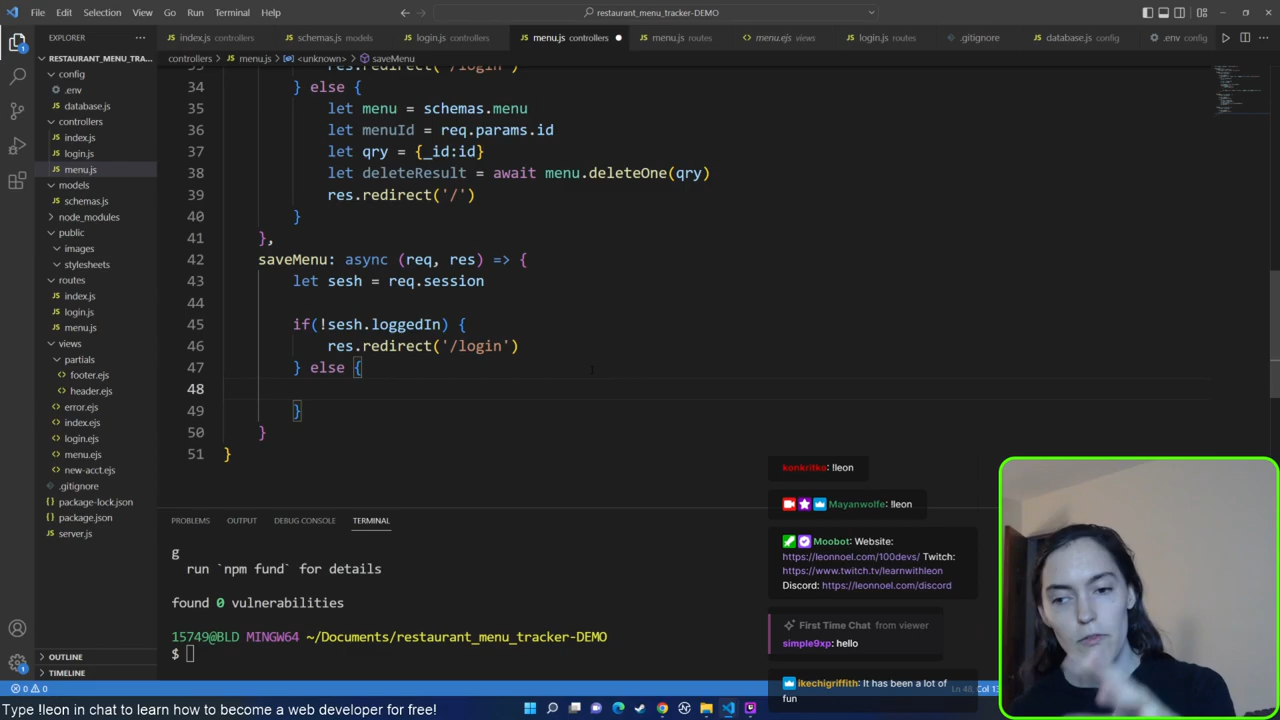 File Edit Selection View Go Run Terminal Help
restaurant_menu_tracker-DEMO
EXPLORER
index.js controllers
schemas.js models
login.js controllers
menu.js controllers
menu.js routes
menu.ejs views
login.js routes
.gitignore
database.js config
.env config
RESTAURANT_MENU_TRA...
controllers > menu.js > <unknown> > saveMenu
config
.env
database.js
controllers
index.js
login.js
menu.js
models
schemas.js
node_modules
public
images
stylesheets
routes
index.js
login.js
menu.js
views
partials
footer.ejs
header.ejs
error.ejs
index.ejs
login.ejs
menu.ejs
new-acct.ejs
.gitignore
package-lock.json
package.json
server.js
OUTLINE
TIMELINE
33 res.redirect('/login')
34 } else {
35 let menu = schemas.menu
36 let menuId = req.params.id
37 let qry = {_id:id}
38 let deleteResult = await menu.deleteOne(qry)
39 res.redirect('/')
40 }
41 },
42 saveMenu: async (req, res) => {
43 let sesh = req.session
44
45 if(!sesh.loggedIn) {
46 res.redirect('/login')
47 } else {
48
49 }
50 }
51 }
PROBLEMS OUTPUT DEBUG CONSOLE TERMINAL
g
run `npm fund` for details
found 0 vulnerabilities
15749@BLD MINGW64 ~/Documents/restaurant_menu_tracker-DEMO
$
konkritko: !leon
Mayanwolfe: !leon
Moobot: Website:
https://leonnoel.com/100devs/ Twitch:
https://www.twitch.tv/learnwithleon
Discord: https://leonnoel.com/discord
First Time Chat from viewer
simple9xp: hello
ikechigriffith: It has been a lot of
fun
0 0
Ln 48, Col 13
Type !leon in chat to learn how to become a web developer for free!